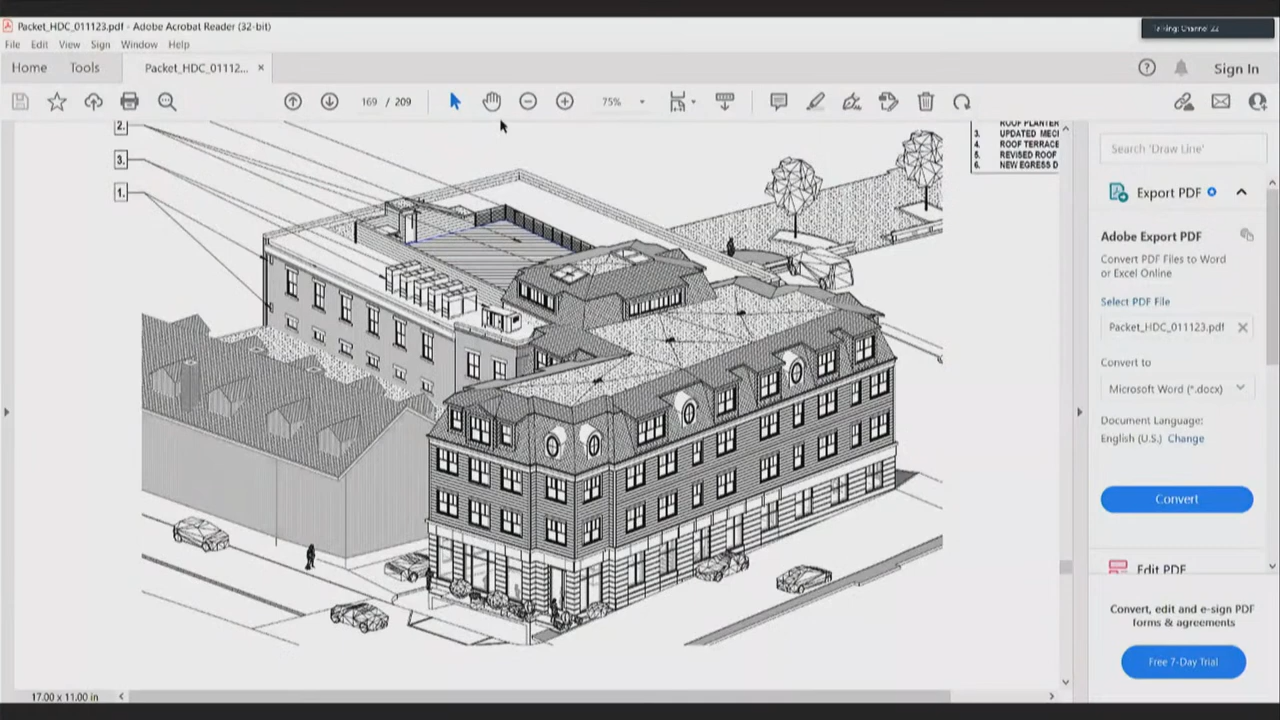 Packet_HDC_011123.pdf - Adobe Acrobat Reader (32-bit)
Talking: Channel 22
File Edit View Sign Window Help
Home Tools Packet_HDC_01112... ×
Sign In
169 / 209
75%
2.
3.
1.
ROOF PLANTER
3. UPDATED MECH
4. ROOF TERRACE
5. REVISED ROOF
6. NEW EGRESS D
Search 'Draw Line'
Export PDF
Adobe Export PDF
Convert PDF Files to Word
or Excel Online
Select PDF File
Packet_HDC_011123.pdf
Convert to
Microsoft Word (*.docx)
Document Language:
English (U.S.) Change
Convert
Edit PDF
Convert, edit and e-sign PDF
forms & agreements
Free 7-Day Trial
17.00 x 11.00 in